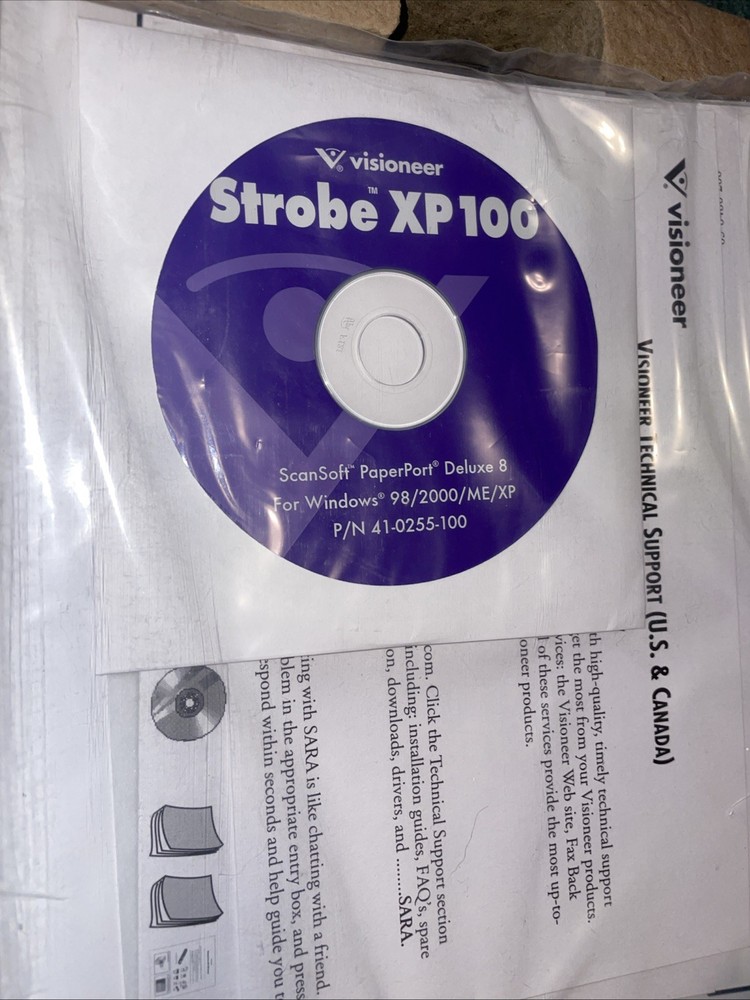 visioneer
Strobe™ XP 100
ScanSoft™ PaperPort® Deluxe 8
For Windows® 98/2000/ME/XP
P/N 41-0255-100
visioneer
VISIONEER TECHNICAL SUPPORT (U.S. & CANADA)
high-quality, timely technical support
get the most from your Visioneer products.
the Visioneer Web site, Fax Back
of these services provide the most up-to-
products.
com. Click the Technical Support section
including: installation guides, FAQ's, spare
on, downloads, drivers, and ........SARA.
ing with SARA is like chatting with a friend.
blem in the appropriate entry box, and press
spond within seconds and help guide you